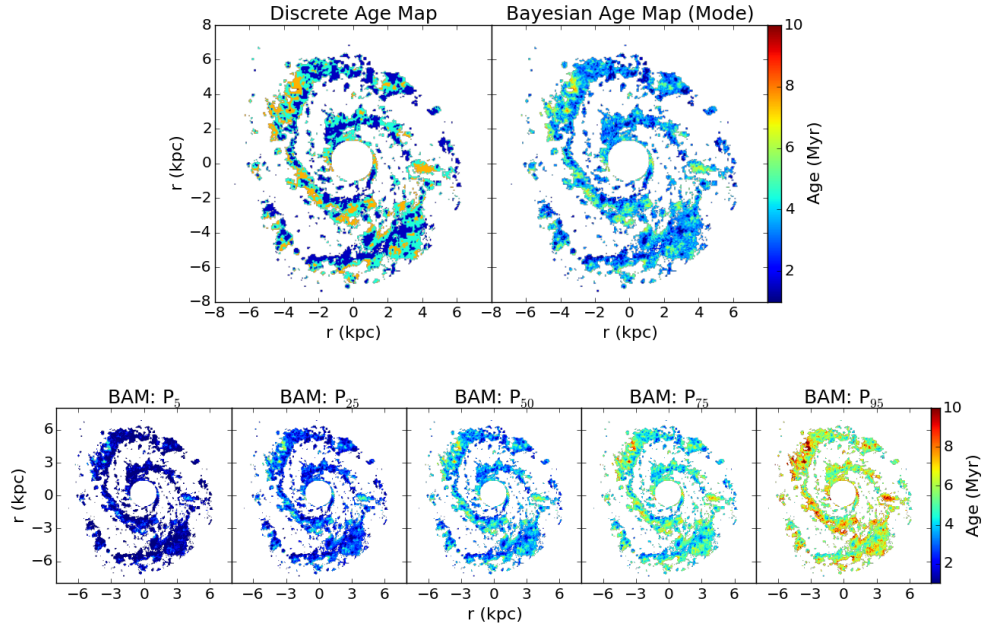 Discrete Age Map
Bayesian Age Map (Mode)
8
6
4
2
0
−2
−4
−6
−8
r (kpc)
−8 −6 −4 −2 0 2 4 6 8
−6 −4 −2 0 2 4 6
r (kpc)
r (kpc)
10
8
6
4
2
Age (Myr)
BAM: P₅
BAM: P₂₅
BAM: P₅₀
BAM: P₇₅
BAM: P₉₅
6
3
0
−3
−6
r (kpc)
−6 −3 0 3 6
−6 −3 0 3 6
−6 −3 0 3 6
−6 −3 0 3 6
−6 −3 0 3 6
r (kpc)
10
8
6
4
2
Age (Myr)